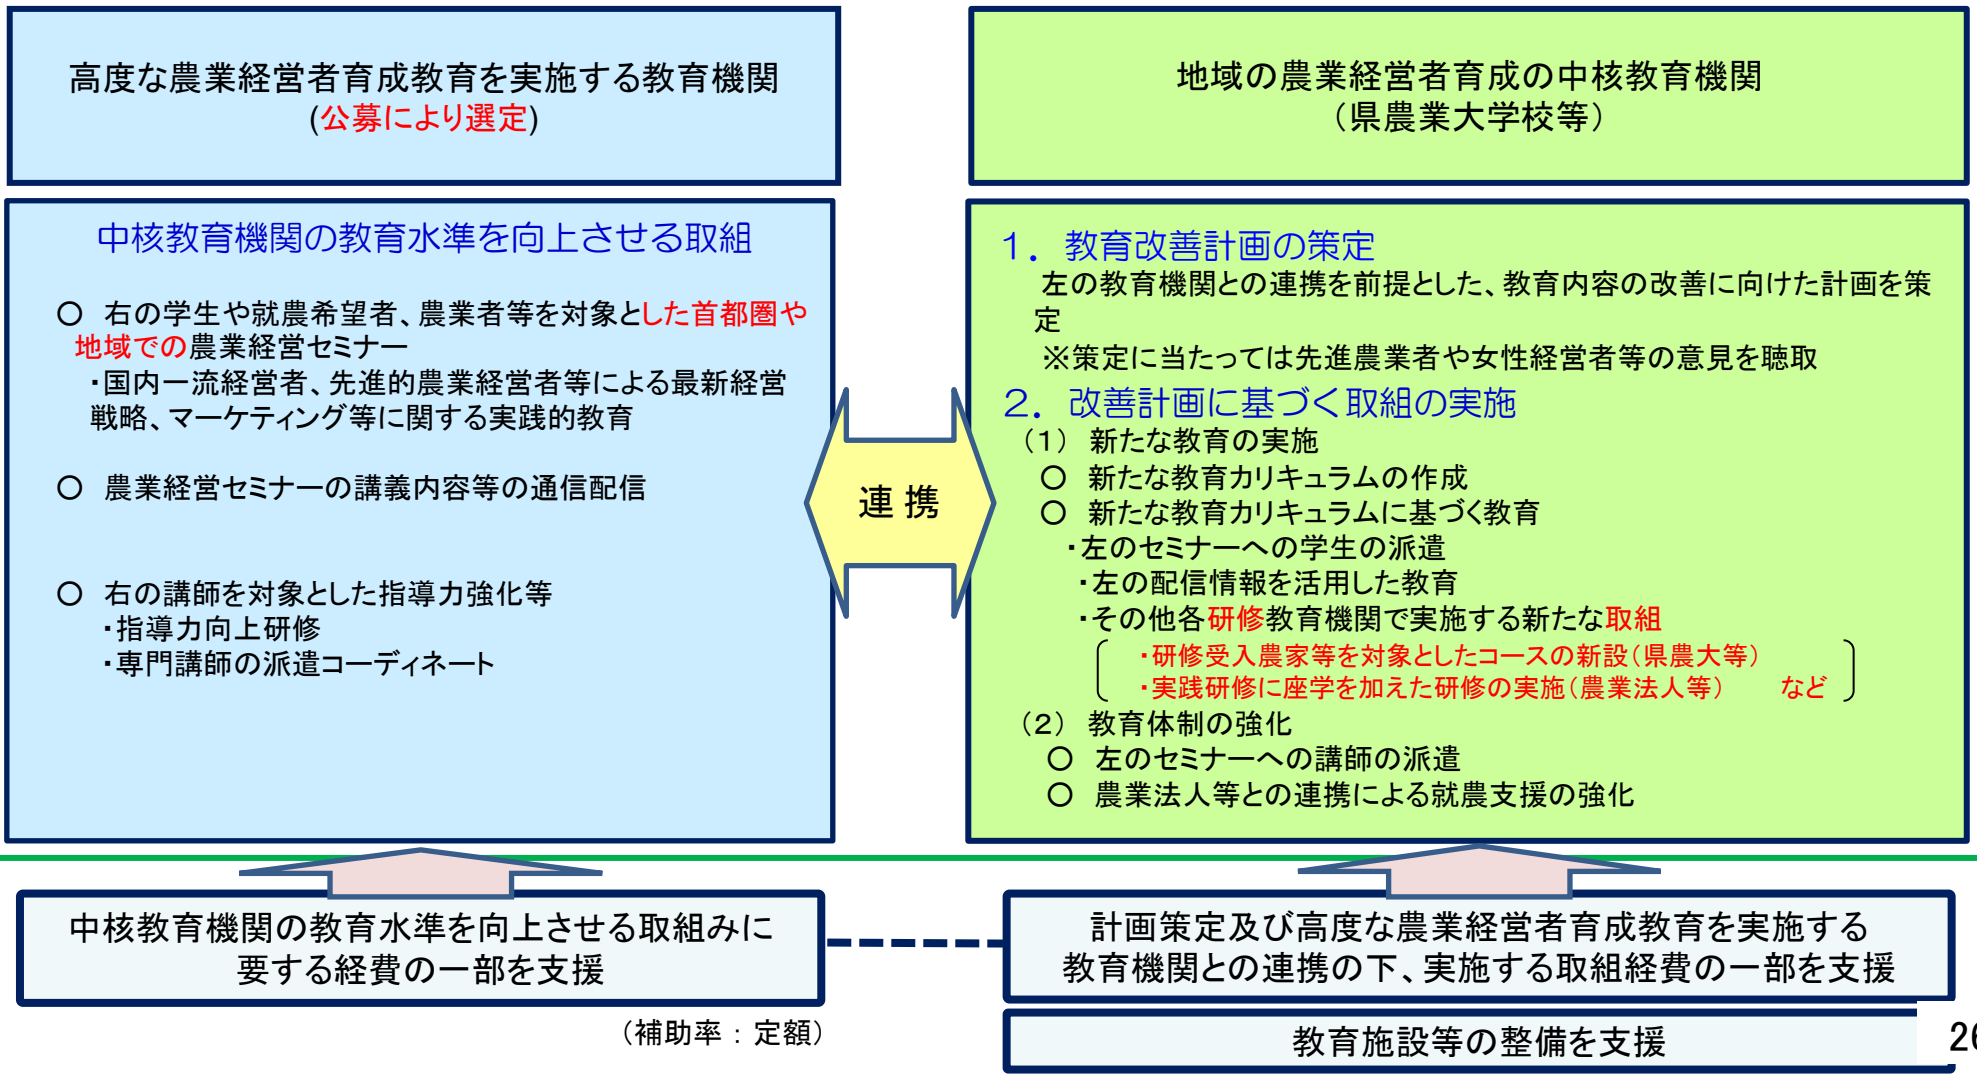 高度な農業経営者育成教育を実施する教育機関
(公募により選定)
中核教育機関の教育水準を向上させる取組
○ 右の学生や就農希望者、農業者等を対象とした首都圏や
地域での農業経営セミナー
・国内一流経営者、先進的農業経営者等による最新経営
戦略、マーケティング等に関する実践的教育
○ 農業経営セミナーの講義内容等の通信配信
○ 右の講師を対象とした指導力強化等
・指導力向上研修
・専門講師の派遣コーディネート
連 携
地域の農業経営者育成の中核教育機関
(県農業大学校等)
1. 教育改善計画の策定
左の教育機関との連携を前提とした、教育内容の改善に向けた計画を策
定
※策定に当たっては先進農業者や女性経営者等の意見を聴取
2. 改善計画に基づく取組の実施
(1) 新たな教育の実施
○ 新たな教育カリキュラムの作成
○ 新たな教育カリキュラムに基づく教育
・左のセミナーへの学生の派遣
・左の配信情報を活用した教育
・その他各研修教育機関で実施する新たな取組
・研修受入農家等を対象としたコースの新設(県農大等)
・実践研修に座学を加えた研修の実施(農業法人等) など
(2) 教育体制の強化
○ 左のセミナーへの講師の派遣
○ 農業法人等との連携による就農支援の強化
中核教育機関の教育水準を向上させる取組みに
要する経費の一部を支援
(補助率:定額)
計画策定及び高度な農業経営者育成教育を実施する
教育機関との連携の下、実施する取組経費の一部を支援
教育施設等の整備を支援
26